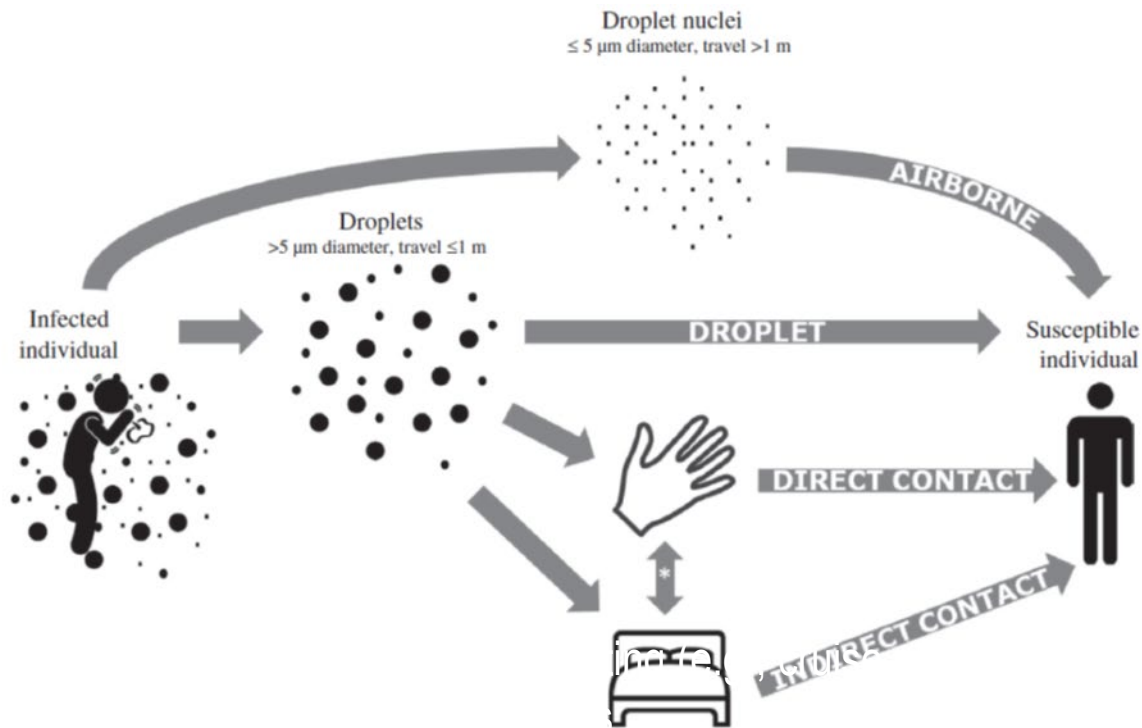 Droplet nuclei
≤ 5 µm diameter, travel >1 m
AIRBORNE
Droplets
>5 µm diameter, travel ≤1 m
Infected
individual
DROPLET
Susceptible
individual
DIRECT CONTACT
*
INDIRECT CONTACT
ing (e.g.,